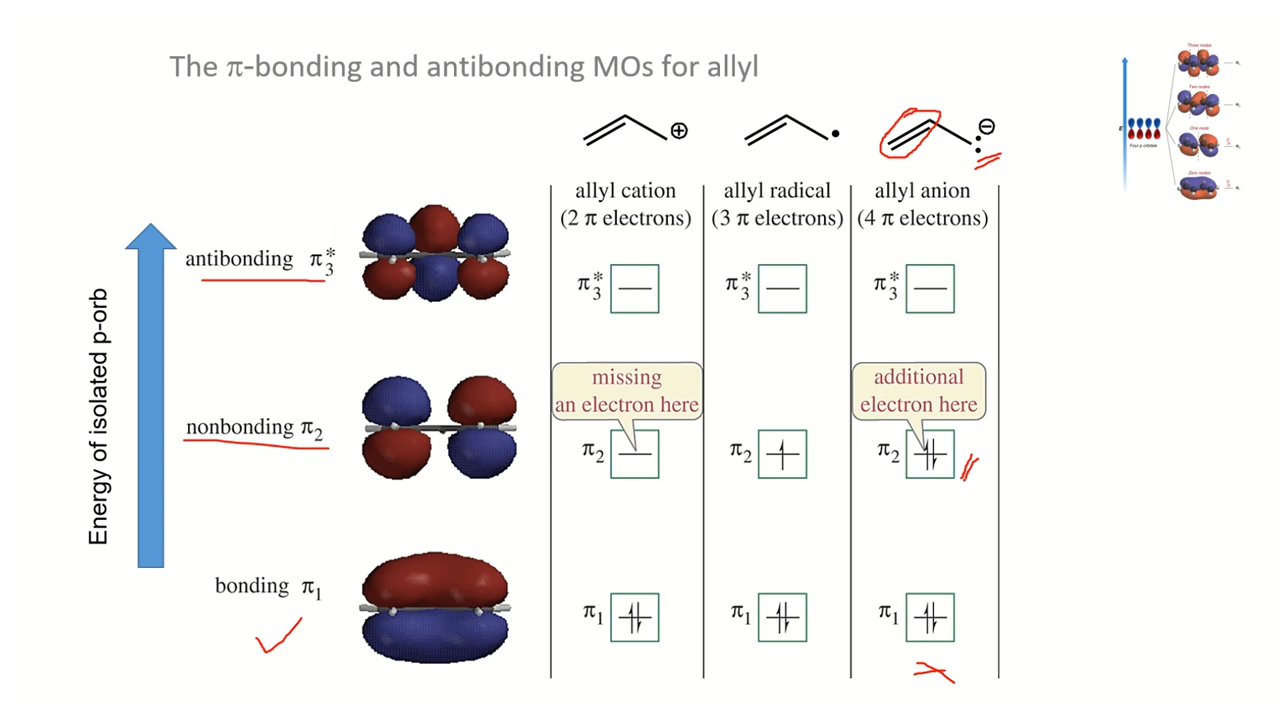 The π-bonding and antibonding MOs for allyl
Three nodes
Two nodes
One node
Zero nodes
E
Four p orbitals
allyl cation
(2 π electrons)
allyl radical
(3 π electrons)
allyl anion
(4 π electrons)
Energy of isolated p-orb
antibonding π3*
π3*
π3*
π3*
missing
an electron here
additional
electron here
nonbonding π2
π2
π2
π2
bonding π1
π1
π1
π1